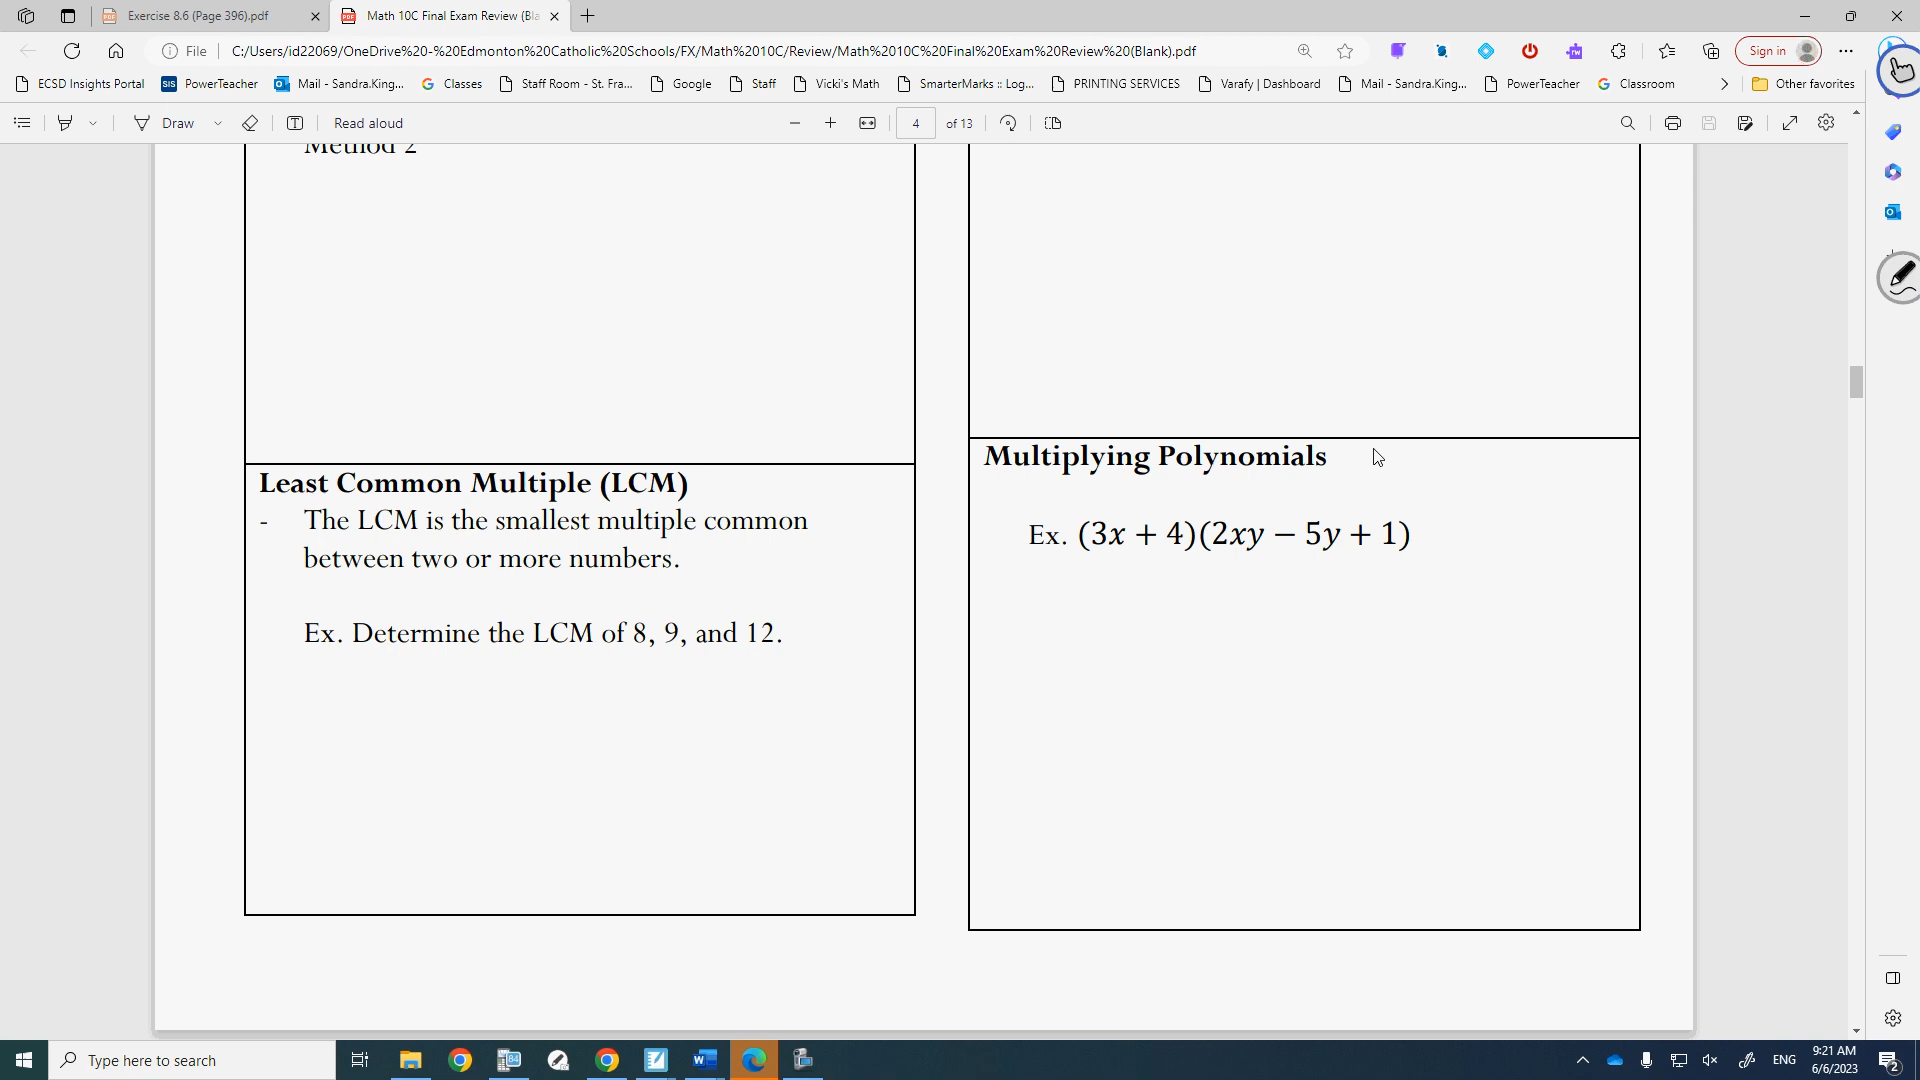 Exercise 8.6 (Page 396).pdf
Math 10C Final Exam Review (Bla
File
C:/Users/id22069/OneDrive%20-%20Edmonton%20Catholic%20Schools/FX/Math%2010C/Review/Math%2010C%20Final%20Exam%20Review%20(Blank).pdf
Sign in
ECSD Insights Portal
SIS PowerTeacher
Mail - Sandra.King...
Classes
Staff Room - St. Fra...
Google
Staff
Vicki's Math
SmarterMarks :: Log...
PRINTING SERVICES
Varafy | Dashboard
Mail - Sandra.King...
PowerTeacher
Classroom
Other favorites
Draw
Read aloud
4 of 13
Method 2
Least Common Multiple (LCM)
- The LCM is the smallest multiple common
between two or more numbers.
Ex. Determine the LCM of 8, 9, and 12.
Multiplying Polynomials
Ex. (3x + 4)(2xy − 5y + 1)
Type here to search
84
ENG
9:21 AM
6/6/2023
2